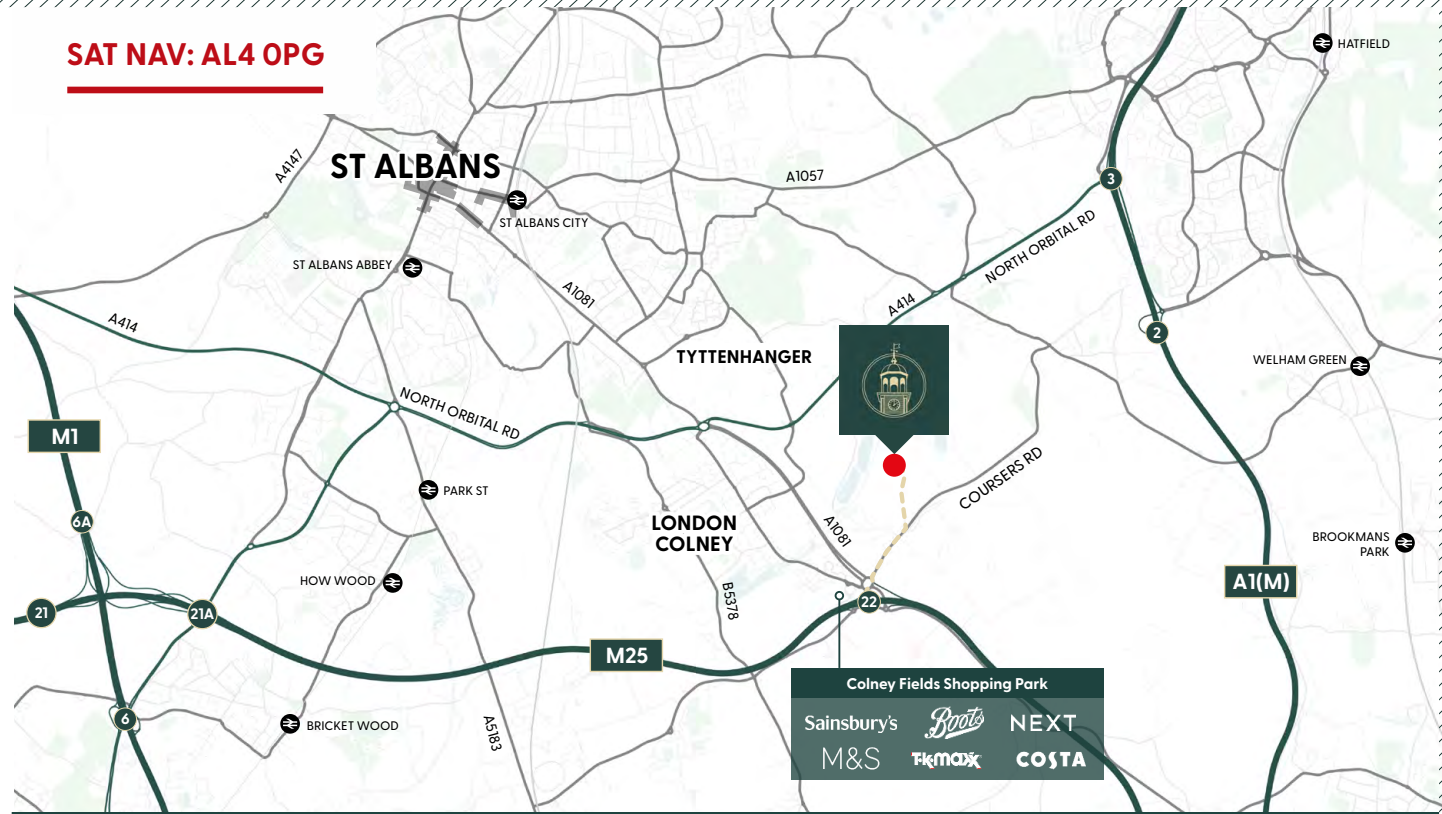 SAT NAV: AL4 0PG
HATFIELD
A4147
ST ALBANS
A1057
3
ST ALBANS CITY
NORTH ORBITAL RD
ST ALBANS ABBEY
A1081
A414
A414
2
TYTTENHANGER
WELHAM GREEN
NORTH ORBITAL RD
M1
COURSERS RD
PARK ST
6A
LONDON
COLNEY
A1081
BROOKMANS
PARK
HOW WOOD
A1(M)
21
21A
B5378
22
M25
Colney Fields Shopping Park
6
BRICKET WOOD
A5183
Sainsbury's
Boots
NEXT
M&S
T·K·maxx
COSTA